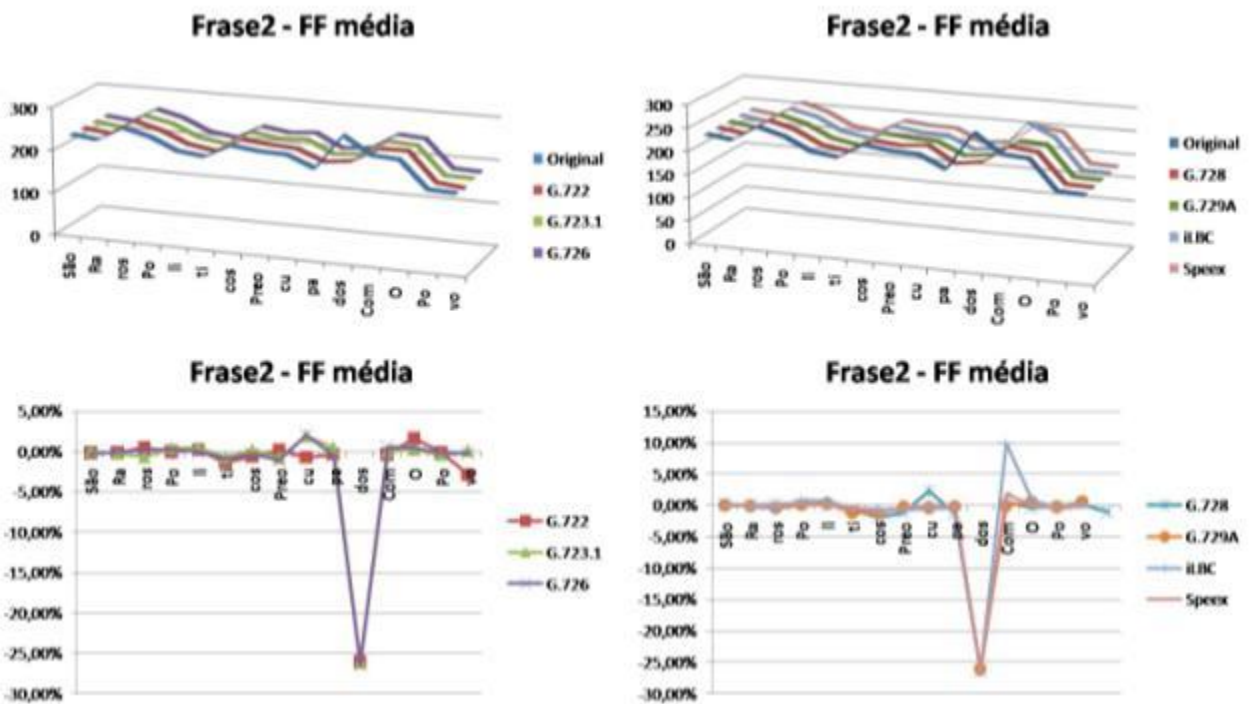 Frase2 - FF média
300
200
100
0
São
Ra
ros
Po
li
ti
cos
Preo
cu
pa
dos
Com
O
Po
vo
Original
G.722
G.723.1
G.726
Frase2 - FF média
300
250
200
150
100
50
0
São
Ra
ros
Po
li
ti
cos
Preo
cu
pa
dos
Com
O
Po
vo
Original
G.728
G.729A
iLBC
Speex
Frase2 - FF média
5,00%
0,00%
-5,00%
-10,00%
-15,00%
-20,00%
-25,00%
-30,00%
São
Ra
ros
Po
li
ti
cos
Preo
cu
pa
dos
Com
O
Po
vo
G.722
G.723.1
G.726
Frase2 - FF média
15,00%
10,00%
5,00%
0,00%
-5,00%
-10,00%
-15,00%
-20,00%
-25,00%
-30,00%
São
Ra
ros
Po
li
ti
cos
Preo
cu
pa
dos
Com
O
Po
vo
G.728
G.729A
iLBC
Speex